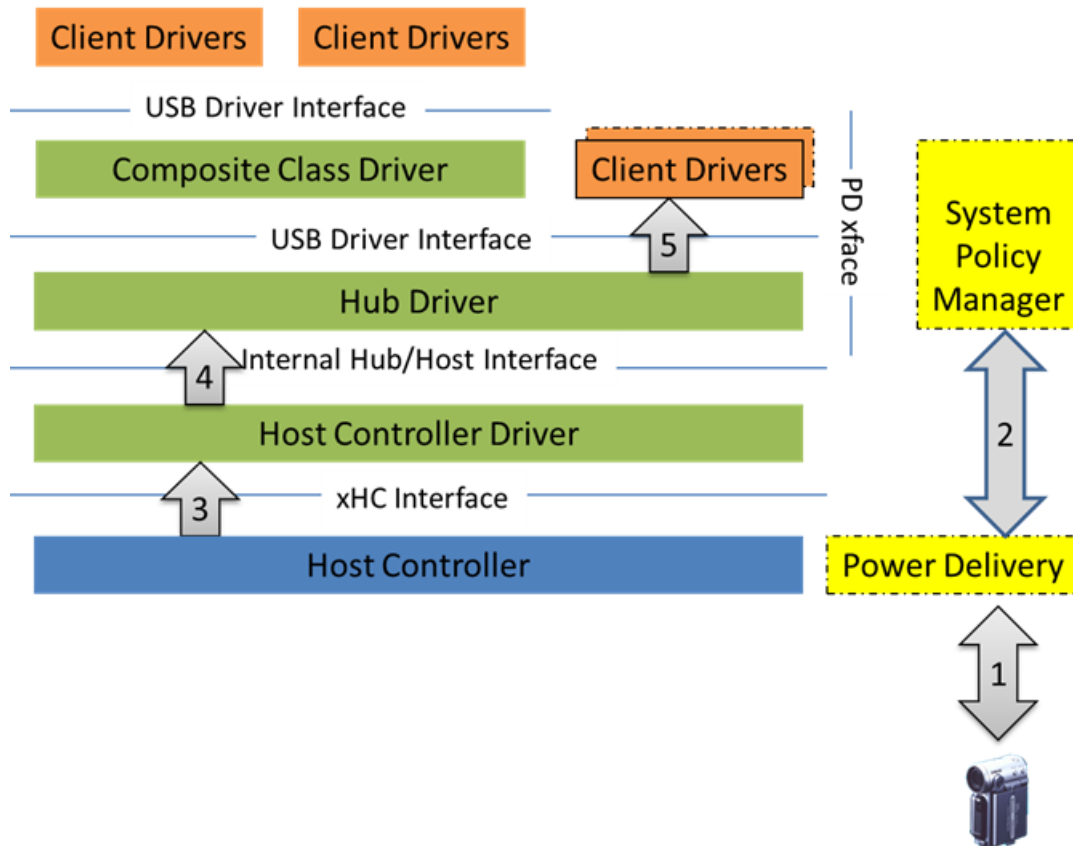 Client Drivers
Client Drivers
USB Driver Interface
Composite Class Driver
Client Drivers
PD xface
System
Policy
Manager
USB Driver Interface
5
Hub Driver
4
Internal Hub/Host Interface
2
Host Controller Driver
3
xHC Interface
Host Controller
Power Delivery
1